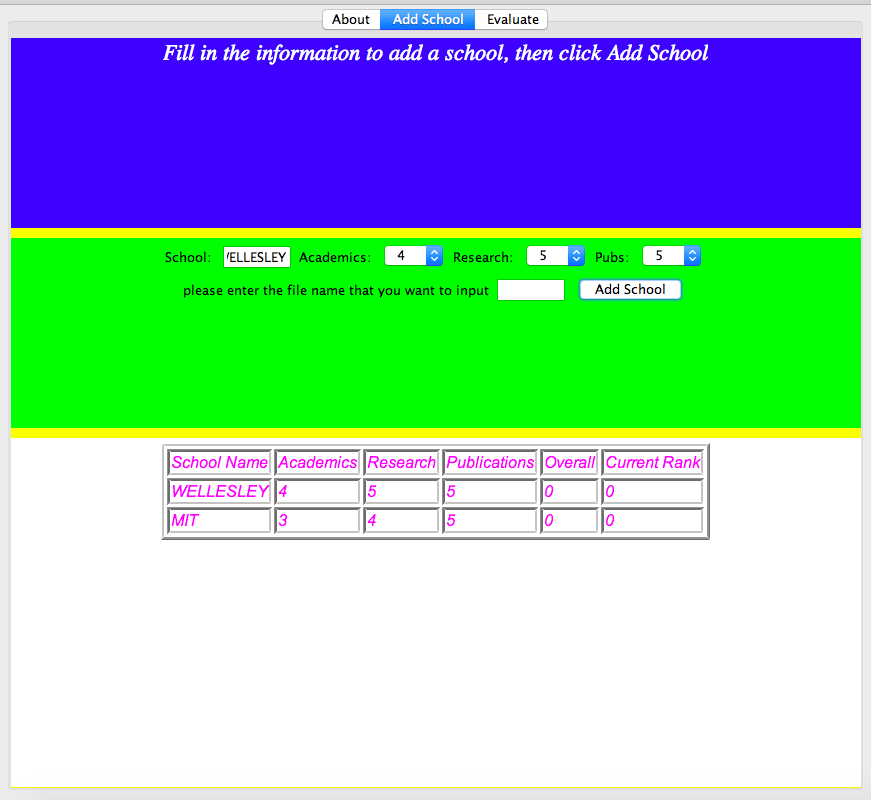 About Add School Evaluate
Fill in the information to add a school, then click Add School
School: WELLESLEY Academics: 4 Research: 5 Pubs: 5
please enter the file name that you want to input Add School
School Name Academics Research Publications Overall Current Rank
WELLESLEY 4 5 5 0 0
MIT 3 4 5 0 0